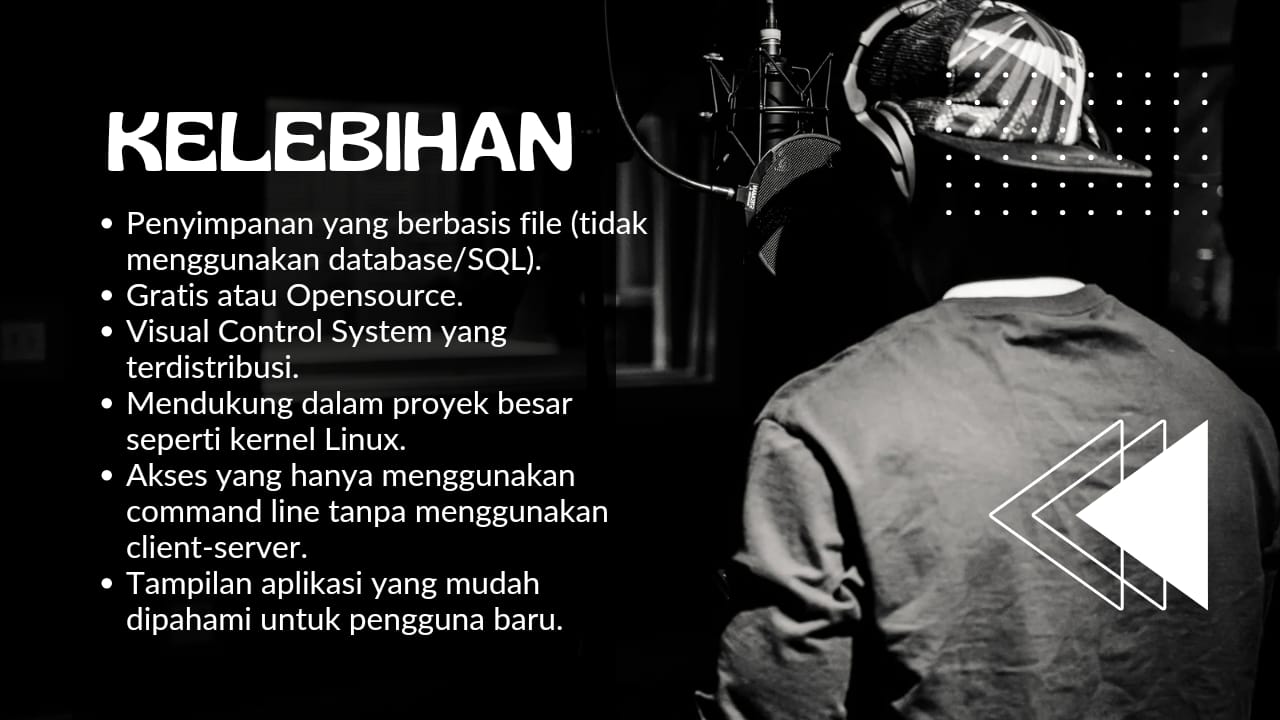 KELEBIHAN
• Penyimpanan yang berbasis file (tidak
menggunakan database/SQL).
• Gratis atau Opensource.
• Visual Control System yang
terdistribusi.
• Mendukung dalam proyek besar
seperti kernel Linux.
• Akses yang hanya menggunakan
command line tanpa menggunakan
client-server.
• Tampilan aplikasi yang mudah
dipahami untuk pengguna baru.